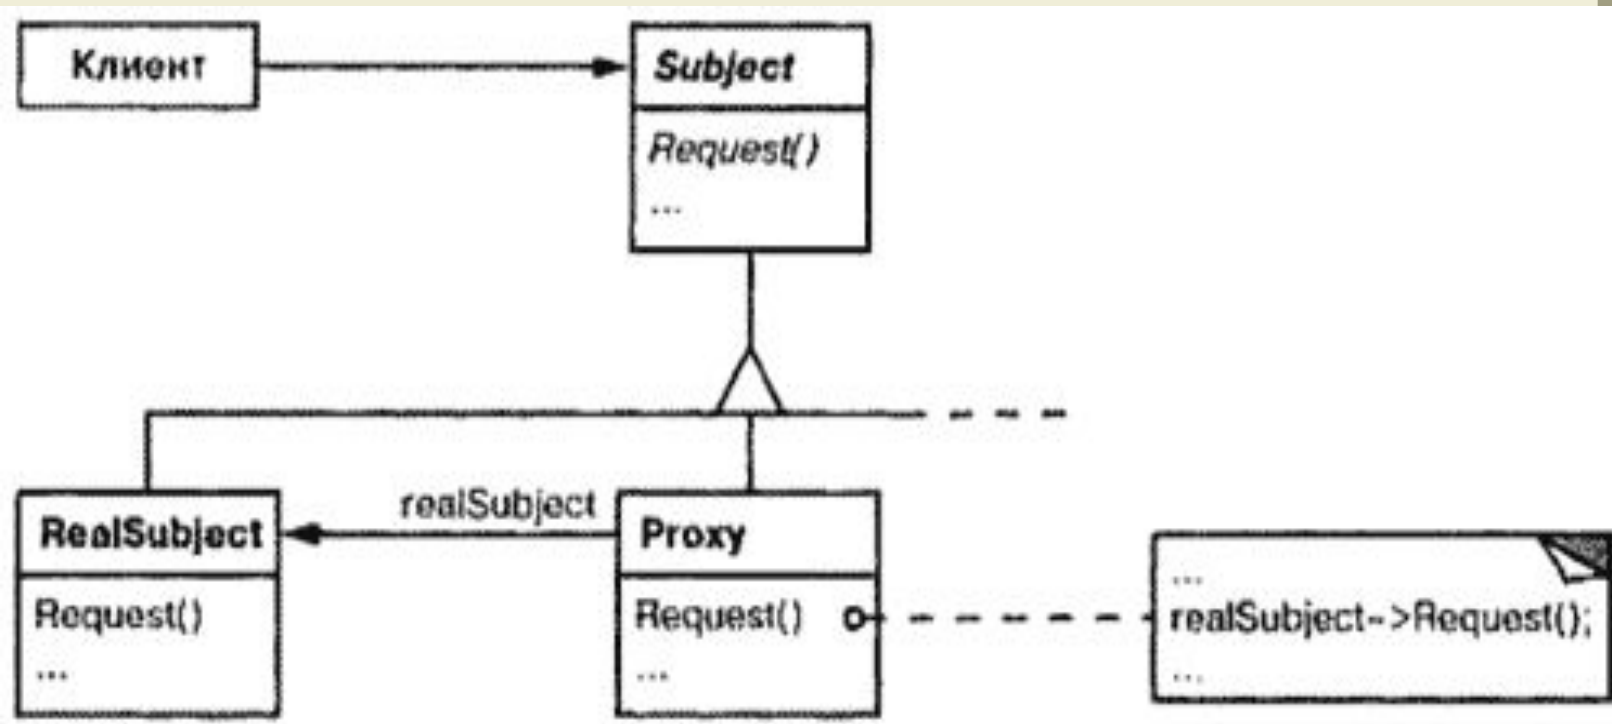 Клиент
Subject
Request()
...
realSubject
RealSubject
Request()
...
Proxy
Request()
...
...
realSubject->Request();
...